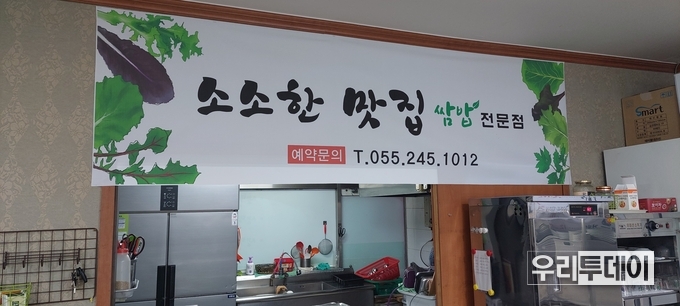 소소한 맛집 쌈밥 전문점
예약문의 T.055.245.1012
smart
우리투데이